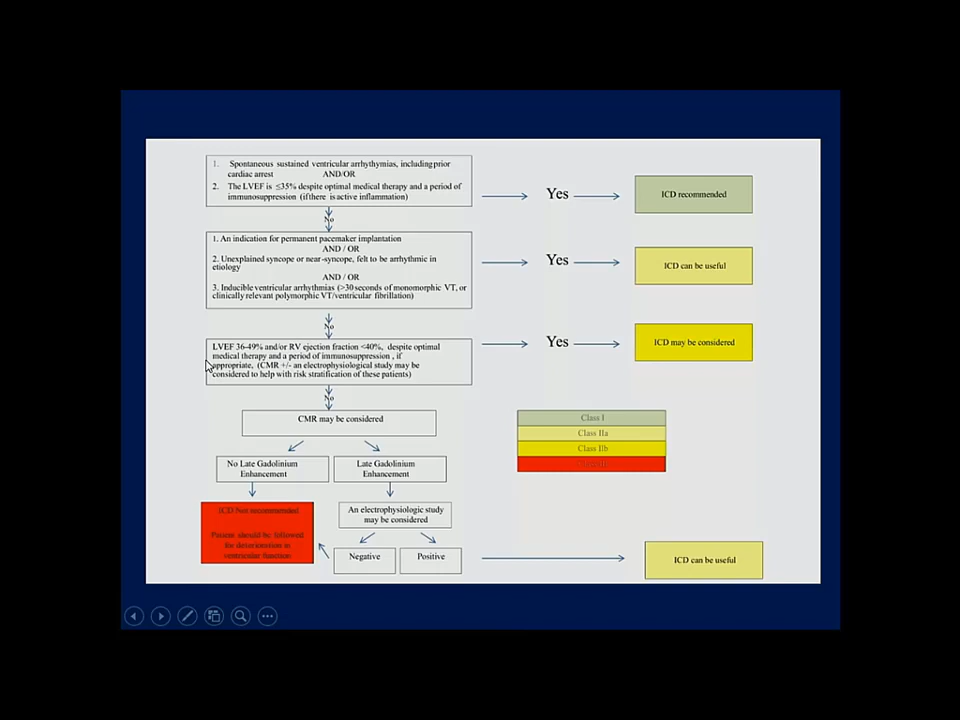 1. Spontaneous sustained ventricular arrhythymias, including prior
cardiac arrest AND/OR
2. The LVEF is ≤35% despite optimal medical therapy and a period of
immunosuppression (if there is active inflammation)
Yes
ICD recommended
No
1. An indication for permanent pacemaker implantation
AND / OR
2. Unexplained syncope or near-syncope, felt to be arrhythmic in
etiology
AND / OR
3. Inducible ventricular arrhythmias (>30 seconds of monomorphic VT, or
clinically relevant polymorphic VT/ventricular fibrillation)
Yes
ICD can be useful
No
LVEF 36-49% and/or RV ejection fraction <40%, despite optimal
medical therapy and a period of immunosuppression , if
appropriate, (CMR +/- an electrophysiological study may be
considered to help with risk stratification of these patients)
Yes
ICD may be considered
No
CMR may be considered
Class I
Class IIa
Class IIb
Class III
No Late Gadolinium
Enhancement
Late Gadolinium
Enhancement
ICD Not recommended
Patient should be followed
for deterioration in
ventricular function
An electrophysiologic study
may be considered
Negative
Positive
ICD can be useful